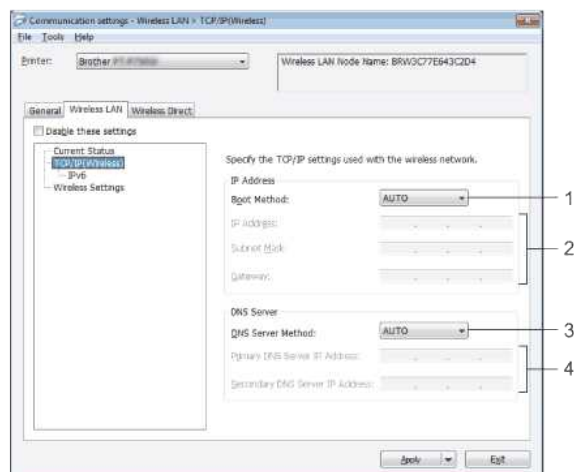 Communication settings - Wireless LAN > TCP/IP(Wireless)
File Tools Help
Printer: Brother Wireless LAN Node Name: BRW3C77E643C2D4
General Wireless LAN Wireless Direct
Disable these settings
Current Status
TCP/IP(Wireless)
IPv6
Wireless Settings
Specify the TCP/IP settings used with the wireless network.
IP Address
Boot Method: AUTO 1
IP Address:
2
Subnet Mask
Gateway:
DNS Server
DNS Server Method: AUTO 3
Primary DNS Server IP Address:
4
Secondary DNS Server IP Address:
Apply Exit